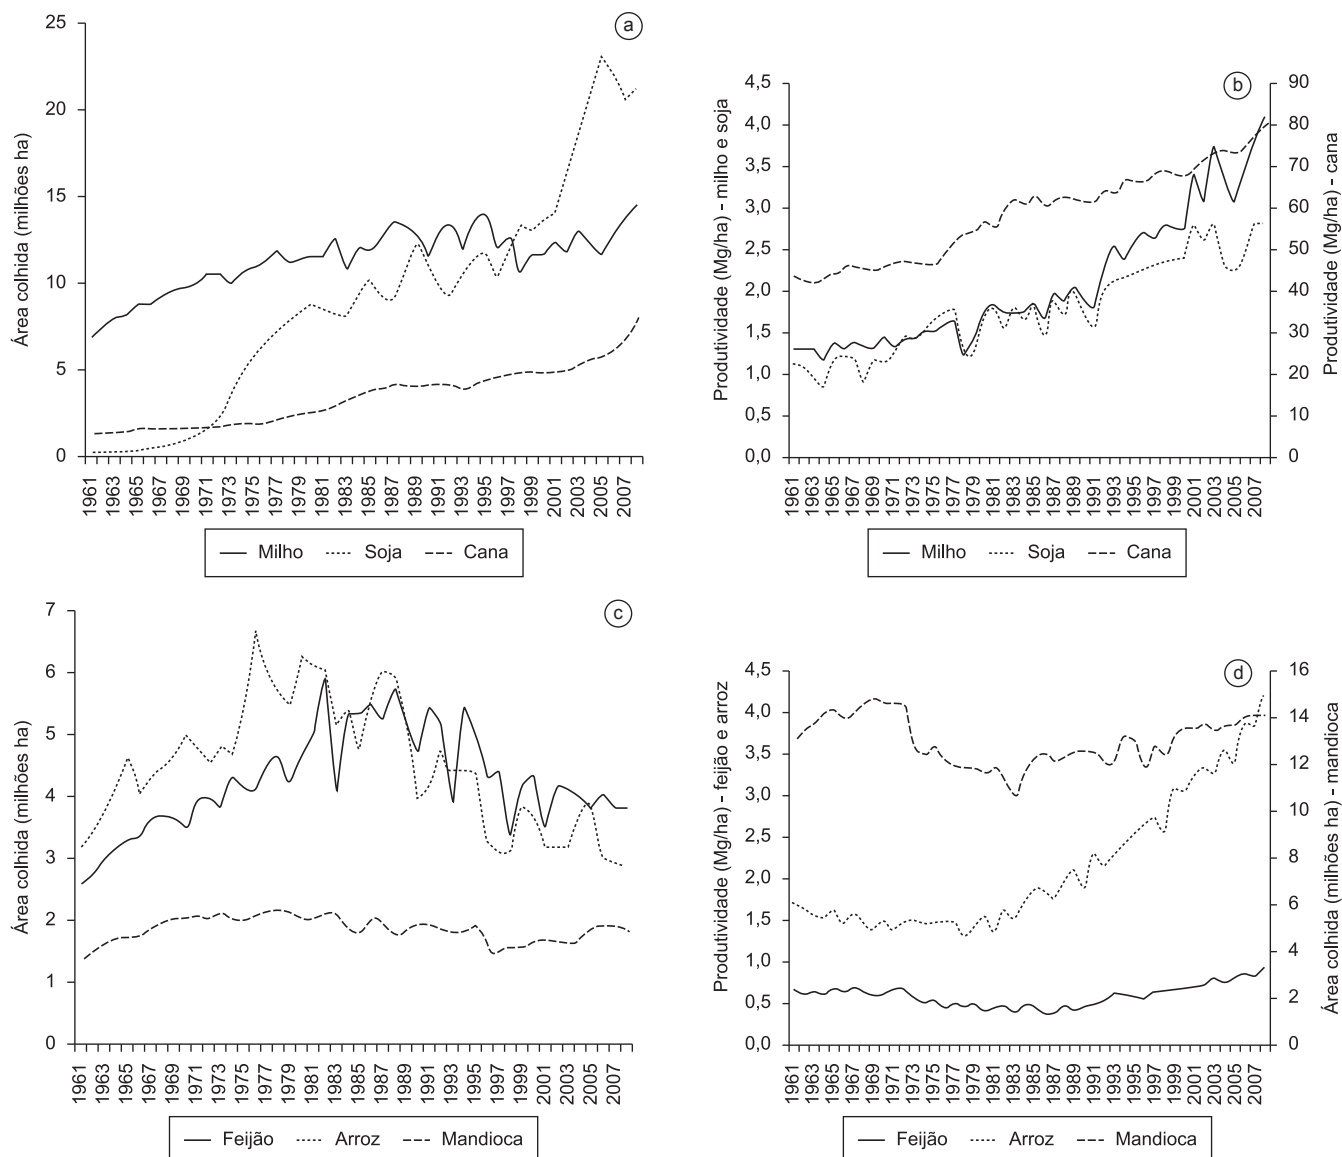 a
Área colhida (milhões ha)
25
20
15
10
5
0
1961 1963 1965 1967 1969 1971 1973 1975 1977 1979 1981 1983 1985 1987 1989 1991 1993 1995 1997 1999 2001 2003 2005 2007
Milho Soja Cana
b
Produtividade (Mg/ha) - milho e soja
4,5
4,0
3,5
3,0
2,5
2,0
1,5
1,0
0,5
0,0
90
80
70
60
50
40
30
20
10
0
Produtividade (Mg/ha) - cana
1961 1963 1965 1967 1969 1971 1973 1975 1977 1979 1981 1983 1985 1987 1989 1991 1993 1995 1997 1999 2001 2003 2005 2007
Milho Soja Cana
c
Área colhida (milhões ha)
7
6
5
4
3
2
1
0
1961 1963 1965 1967 1969 1971 1973 1975 1977 1979 1981 1983 1985 1987 1989 1991 1993 1995 1997 1999 2001 2003 2005 2007
Feijão Arroz Mandioca
d
Produtividade (Mg/ha) - feijão e arroz
4,5
4,0
3,5
3,0
2,5
2,0
1,5
1,0
0,5
0,0
16
14
12
10
8
6
4
2
0
Área colhida (milhões ha) - mandioca
1961 1963 1965 1967 1969 1971 1973 1975 1977 1979 1981 1983 1985 1987 1989 1991 1993 1995 1997 1999 2001 2003 2005 2007
Feijão Arroz Mandioca